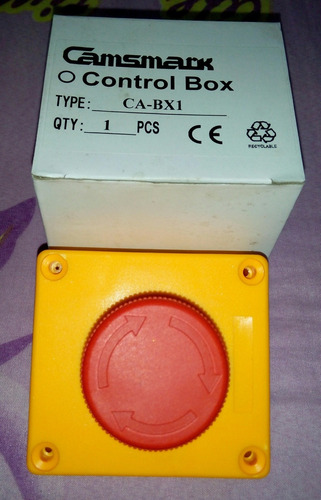 Camsmark
O Control Box
TYPE: CA-BX1
QTY: 1 PCS
CE
RECYCLABLE